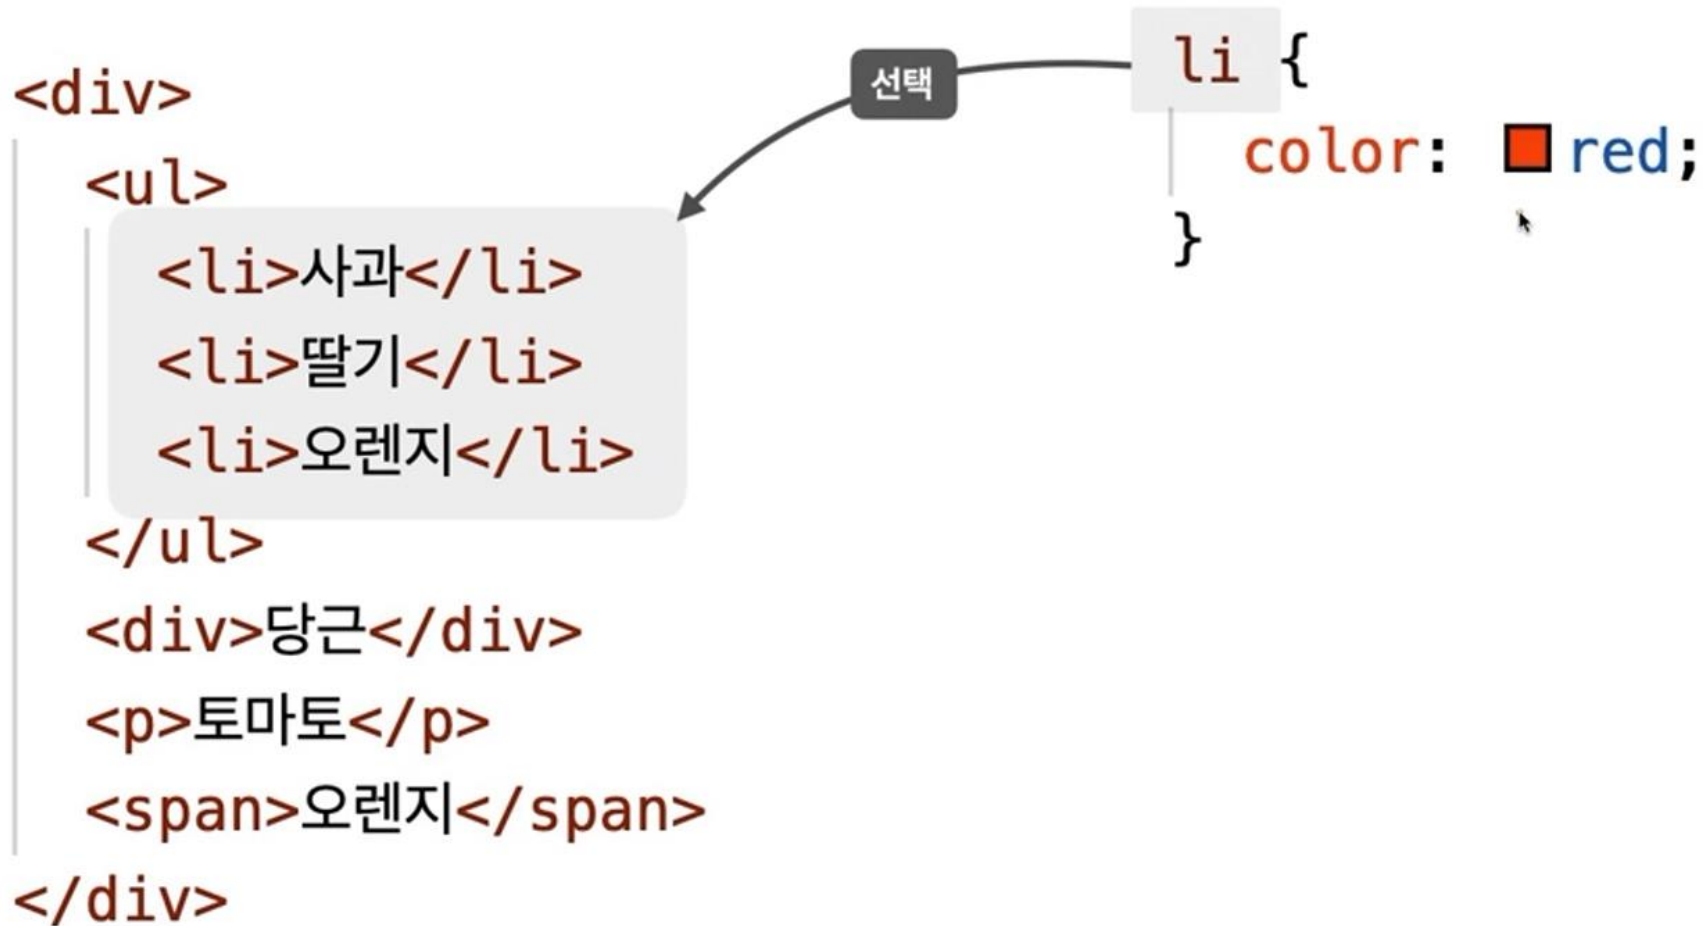 <div>
<ul>
<li>사과</li>
<li>딸기</li>
<li>오렌지</li>
</ul>
<div>당근</div>
<p>토마토</p>
<span>오렌지</span>
</div>
선택
li {
color: red;
}